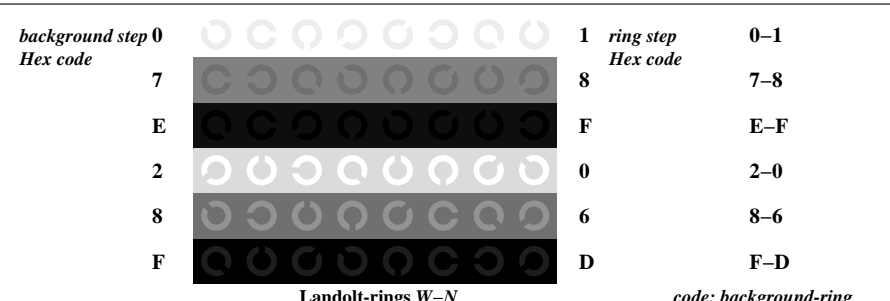 background step 0 1 ring step 0–1
Hex code Hex code
7 8 7–8
E F E–F
2 0 2–0
8 6 8–6
F D F–D
Landolt-rings W–N code: background-ring